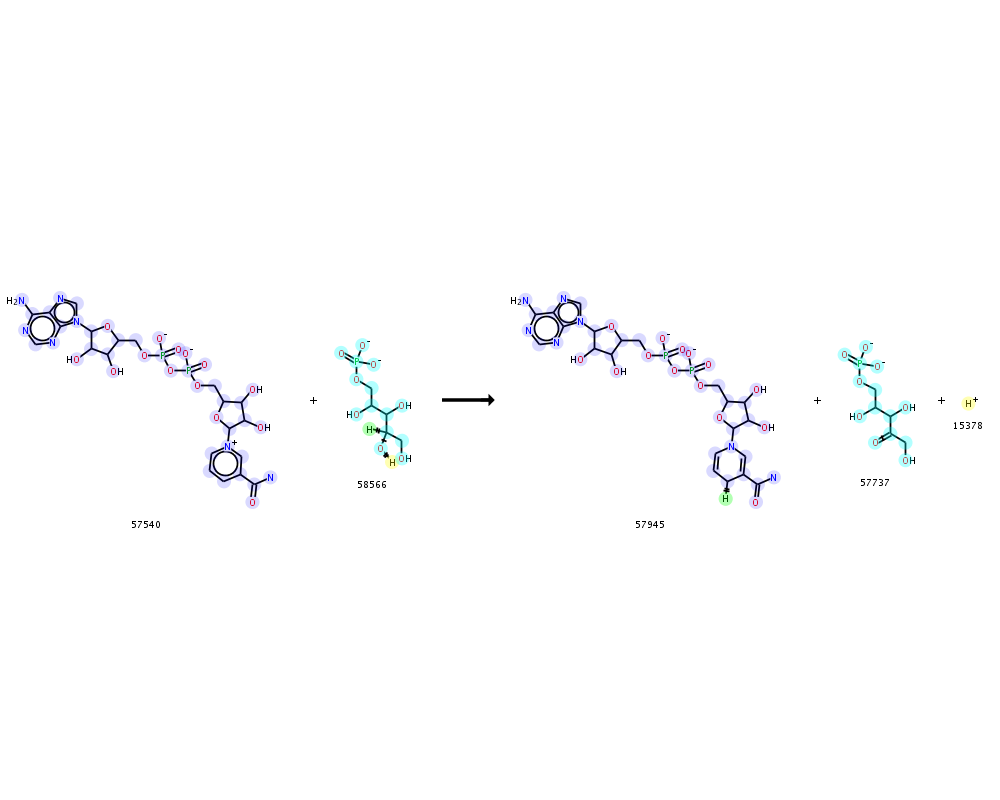 H₂N N N N N O HO OH O P O⁻ O O P O⁻ O O O OH OH N⁺ N O
57540
+
O O⁻ P O⁻ O HO OH H O H OH
58566
H₂N N N N N O HO OH O P O⁻ O O P O⁻ O O O OH OH N N O H
57945
+
O O⁻ P O⁻ O HO OH O OH
57737
+
H⁺
15378